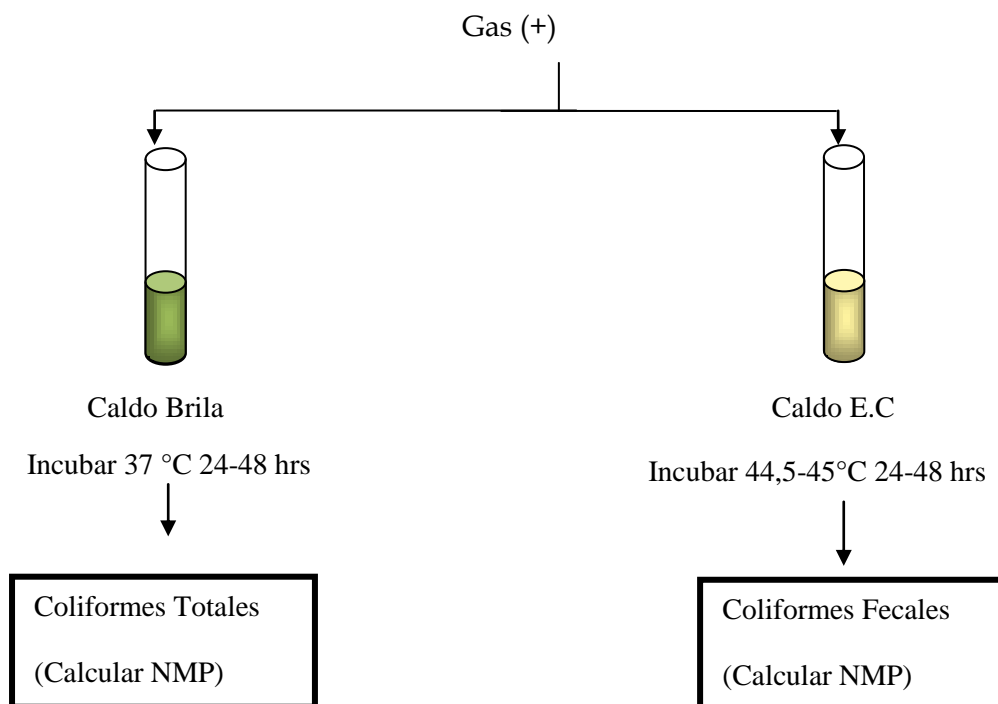 Gas (+)
Caldo Brila
Incubar 37 °C 24-48 hrs
Coliformes Totales
(Calcular NMP)
Caldo E.C
Incubar 44,5-45°C 24-48 hrs
Coliformes Fecales
(Calcular NMP)